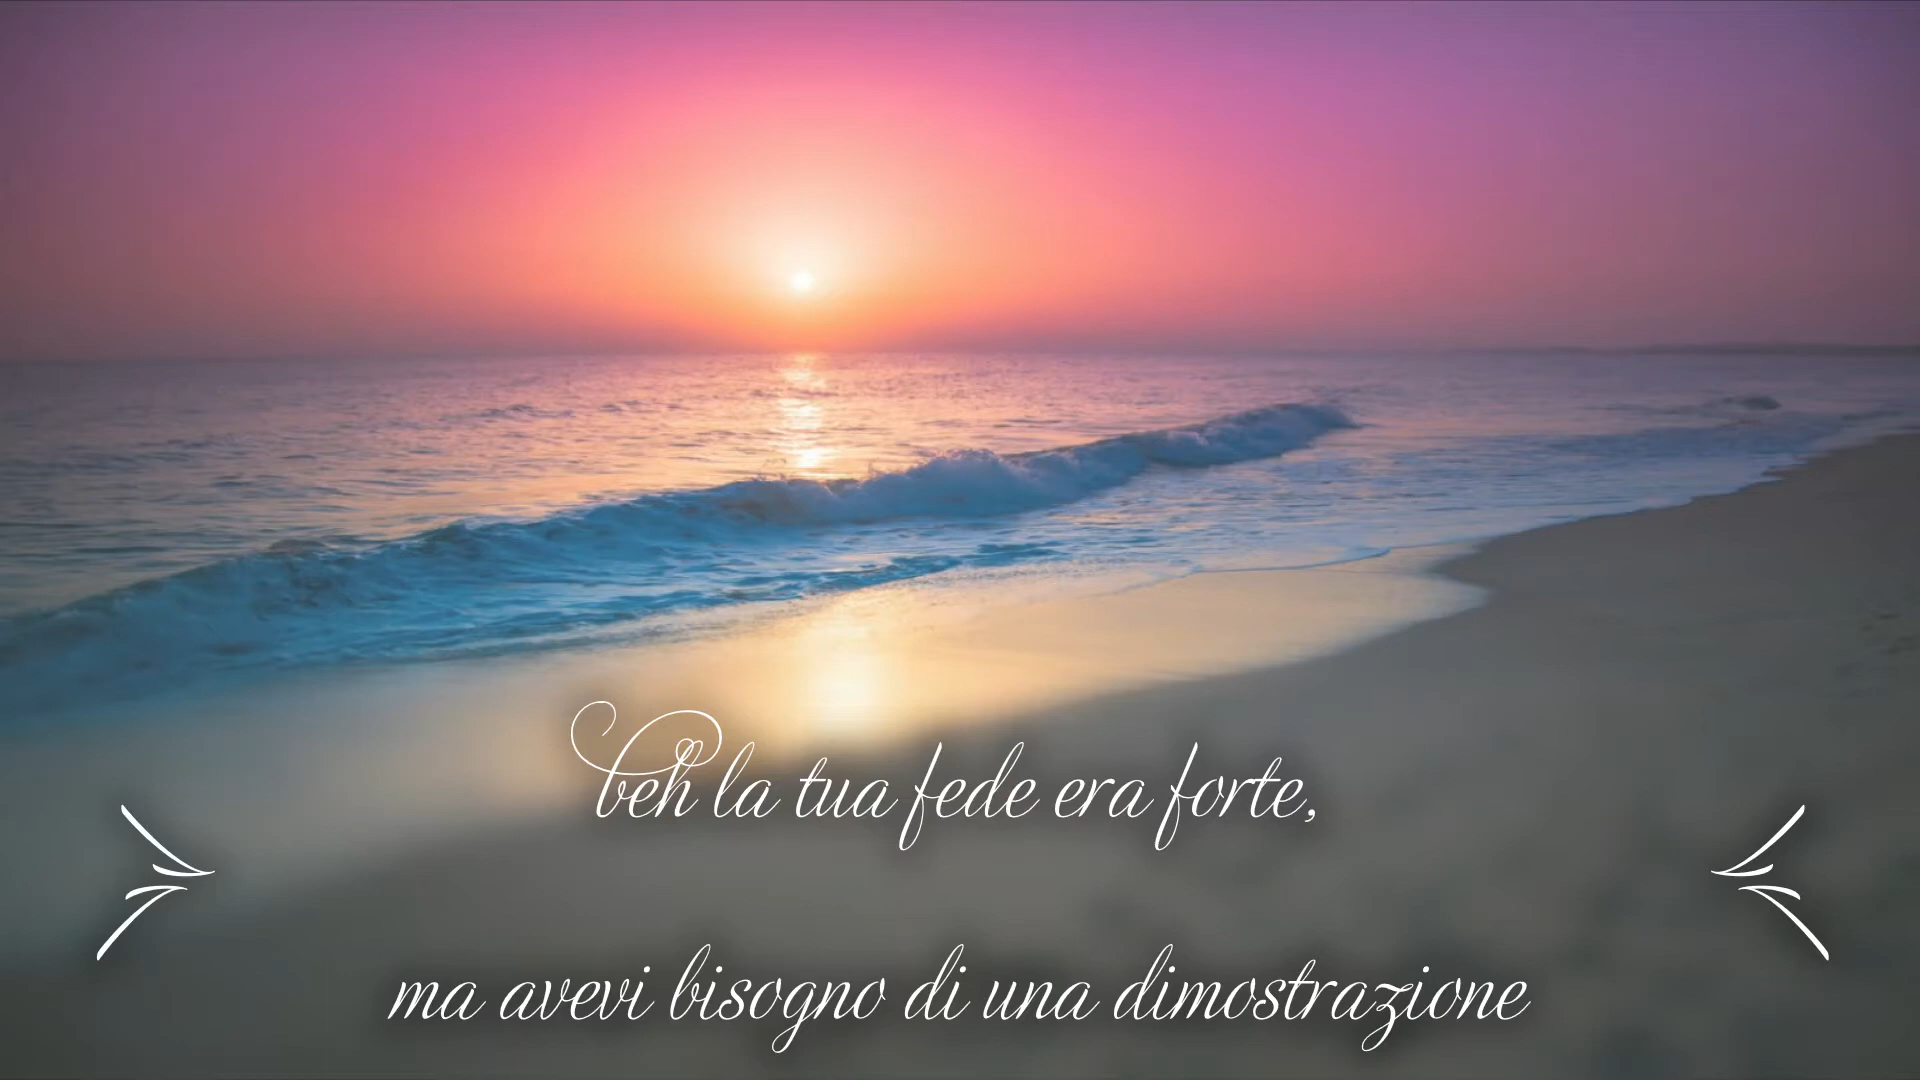 beh la tua fede era forte,
ma avevi bisogno di una dimostrazione